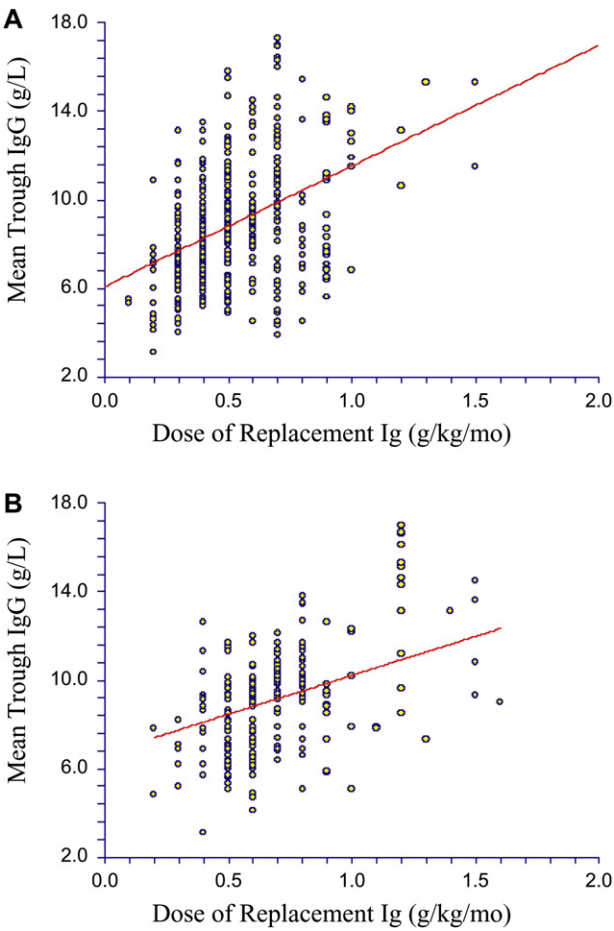 A
18.0
14.0
10.0
6.0
2.0
Mean Trough IgG (g/L)
0.0 0.5 1.0 1.5 2.0
Dose of Replacement Ig (g/kg/mo)
B
18.0
14.0
10.0
6.0
2.0
Mean Trough IgG (g/L)
0.0 0.5 1.0 1.5 2.0
Dose of Replacement Ig (g/kg/mo)